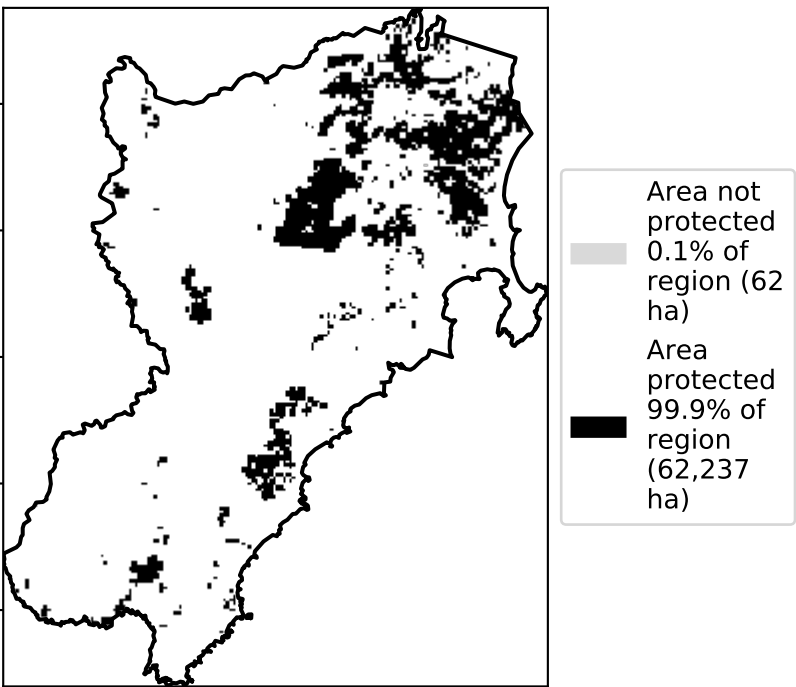 Area not
protected
0.1% of
region (62
ha)
Area
protected
99.9% of
region
(62,237
ha)